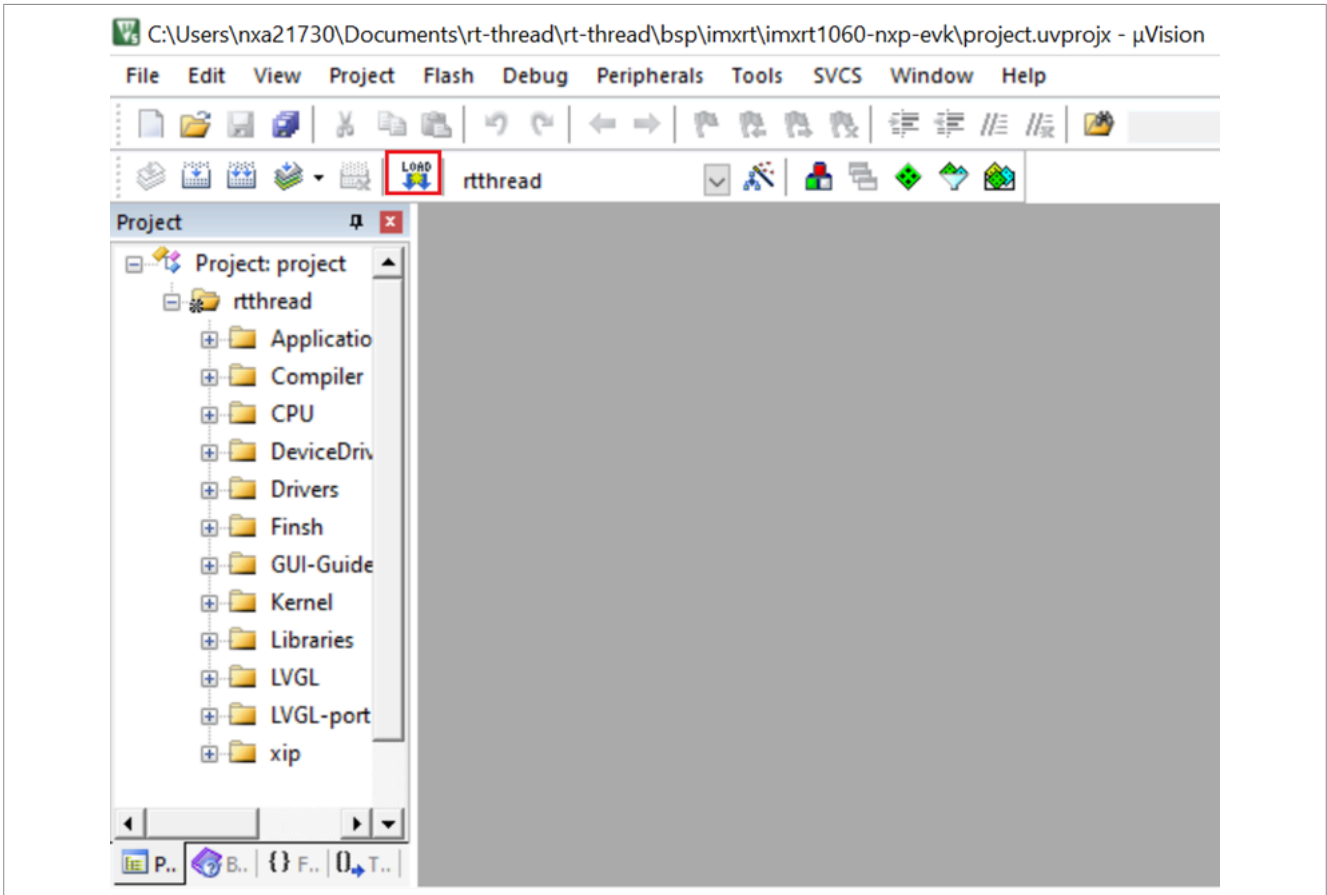 C:\Users\nxa21730\Documents\rt-thread\rt-thread\bsp\imxrt\imxrt1060-nxp-evk\project.uvprojx - µVision
File Edit View Project Flash Debug Peripherals Tools SVCS Window Help
LOAD rtthread
Project
Project: project
rtthread
Applicatio
Compiler
CPU
DeviceDriv
Drivers
Finsh
GUI-Guide
Kernel
Libraries
LVGL
LVGL-port
xip
P.. B.. {} F.. 0 T..